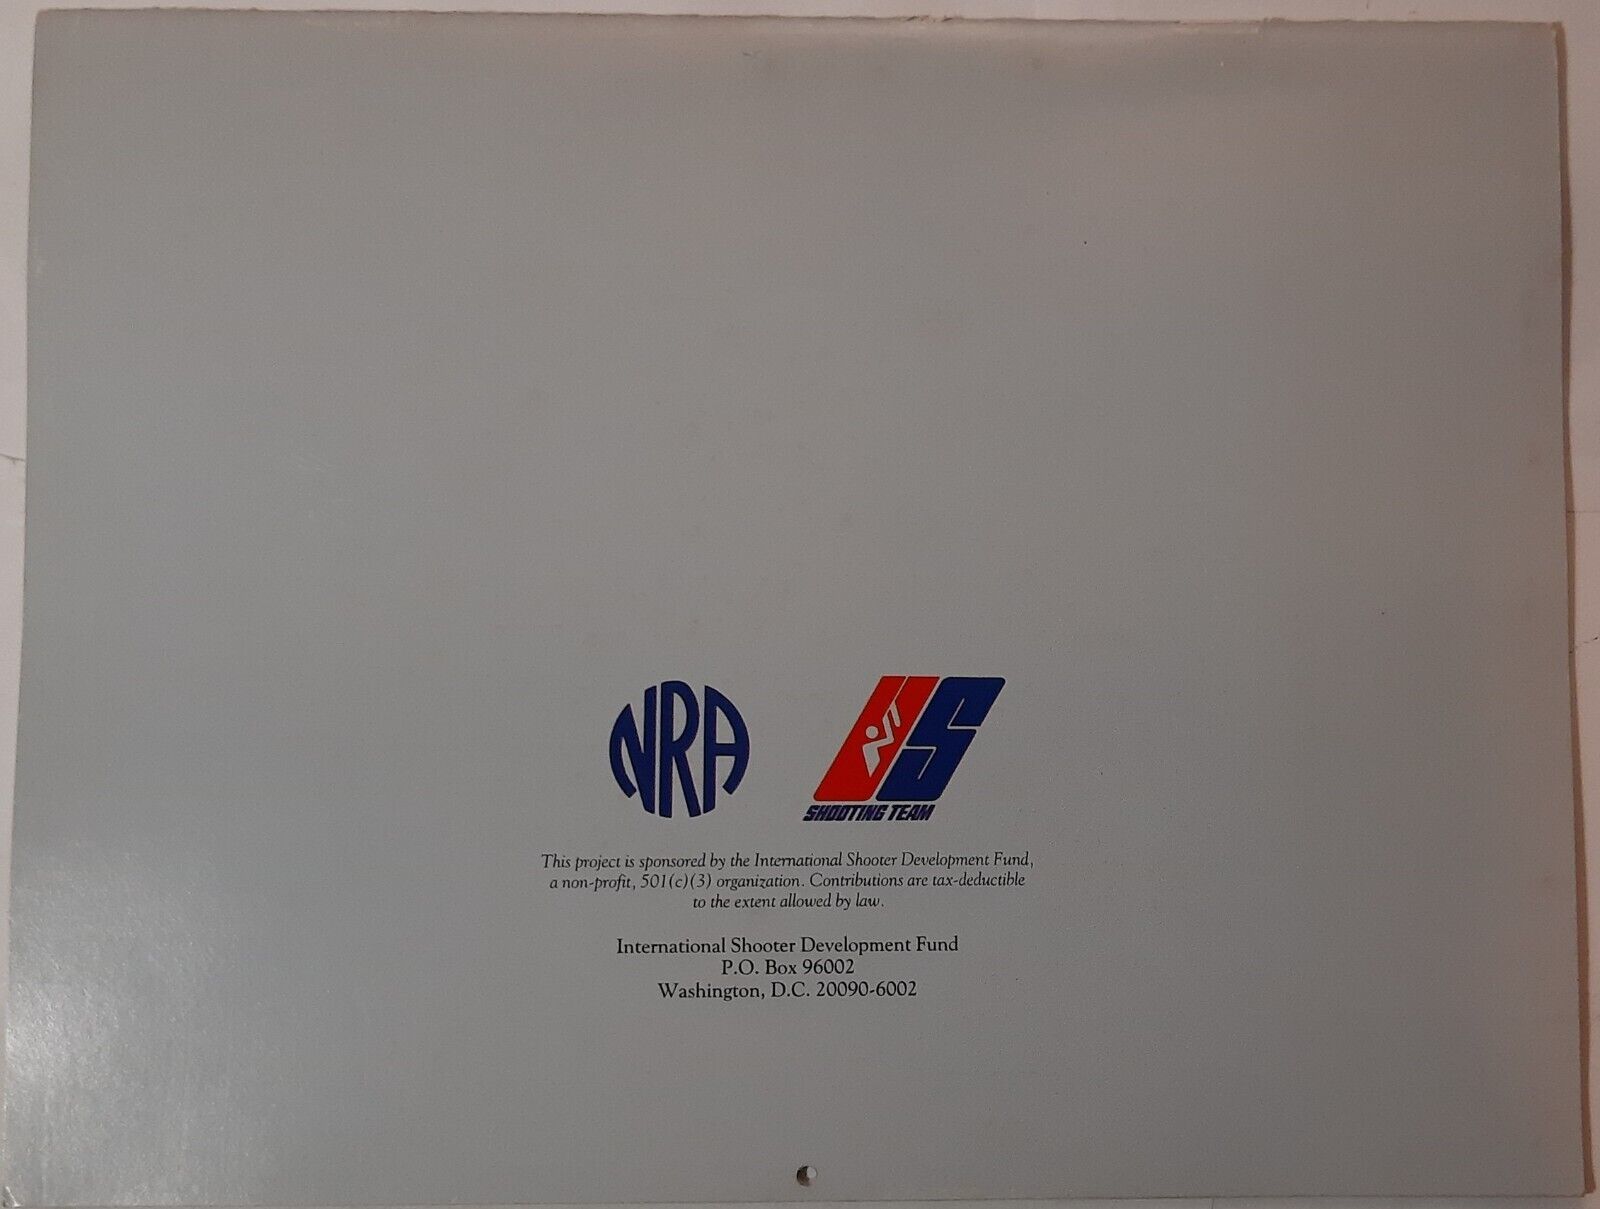 NRA
US
SHOOTING TEAM
This project is sponsored by the International Shooter Development Fund,
a non-profit, 501(c)(3) organization. Contributions are tax-deductible
to the extent allowed by law.
International Shooter Development Fund
P.O. Box 96002
Washington, D.C. 20090-6002